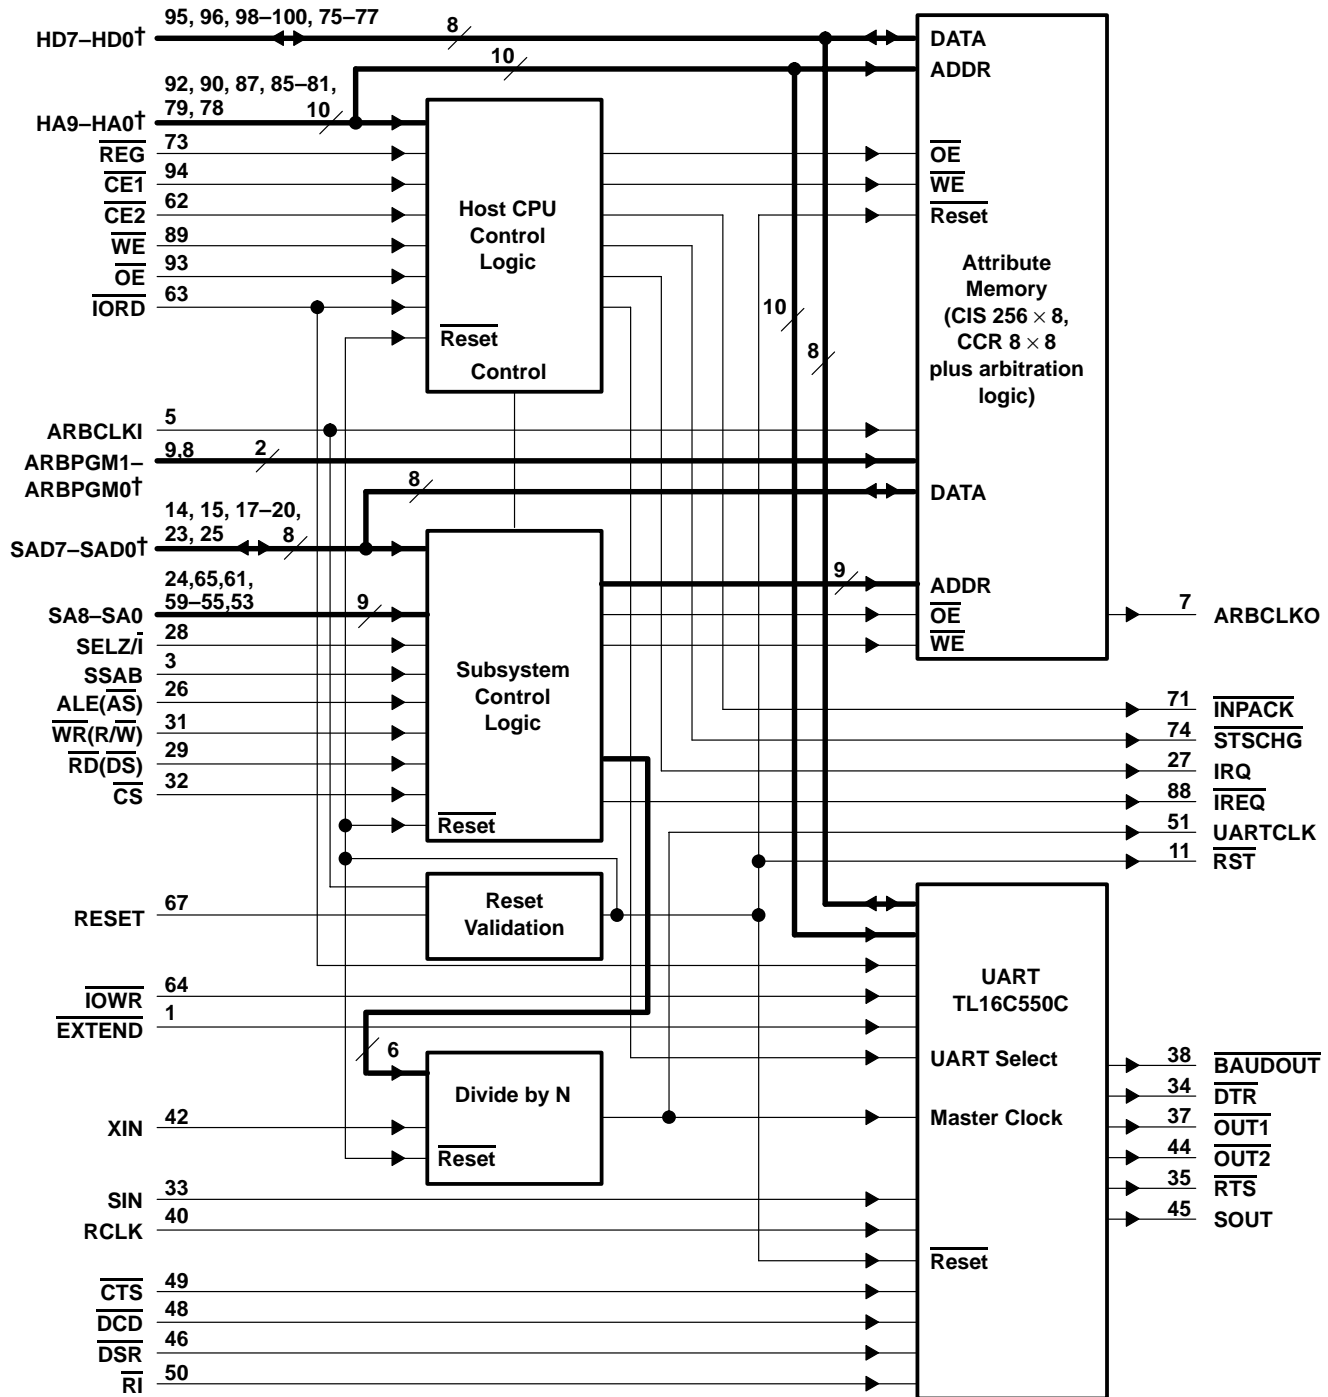 95, 96, 98–100, 75–77
HD7–HD0†
8
DATA
10
ADDR
92, 90, 87, 85–81,
79, 78
HA9–HA0†
10
REG
73
OE
CE1
94
WE
CE2
62
Reset
WE
89
OE
93
IORD
63
Host CPU
Control
Logic
Reset
Control
Attribute
Memory
(CIS 256 × 8,
CCR 8 × 8
plus arbitration
logic)
10
8
ARBCLKI
5
ARBPGM1–
ARBPGM0†
9,8
2
8
DATA
14, 15, 17–20,
23, 25
SAD7–SAD0†
8
24,65,61,
59–55,53
SA8–SA0
9
9
ADDR
OE
WE
7
ARBCLKO
SELZ/I
28
SSAB
3
ALE(AS)
26
WR(R/W)
31
RD(DS)
29
CS
32
Subsystem
Control
Logic
Reset
71
INPACK
74
STSCHG
27
IRQ
88
IREQ
51
UARTCLK
11
RST
RESET
67
Reset
Validation
IOWR
64
EXTEND
1
UART
TL16C550C
6
UART Select
Divide by N
XIN
42
Master Clock
Reset
38
BAUDOUT
34
DTR
37
OUT1
44
OUT2
35
RTS
45
SOUT
SIN
33
RCLK
40
Reset
CTS
49
DCD
48
DSR
46
RI
50